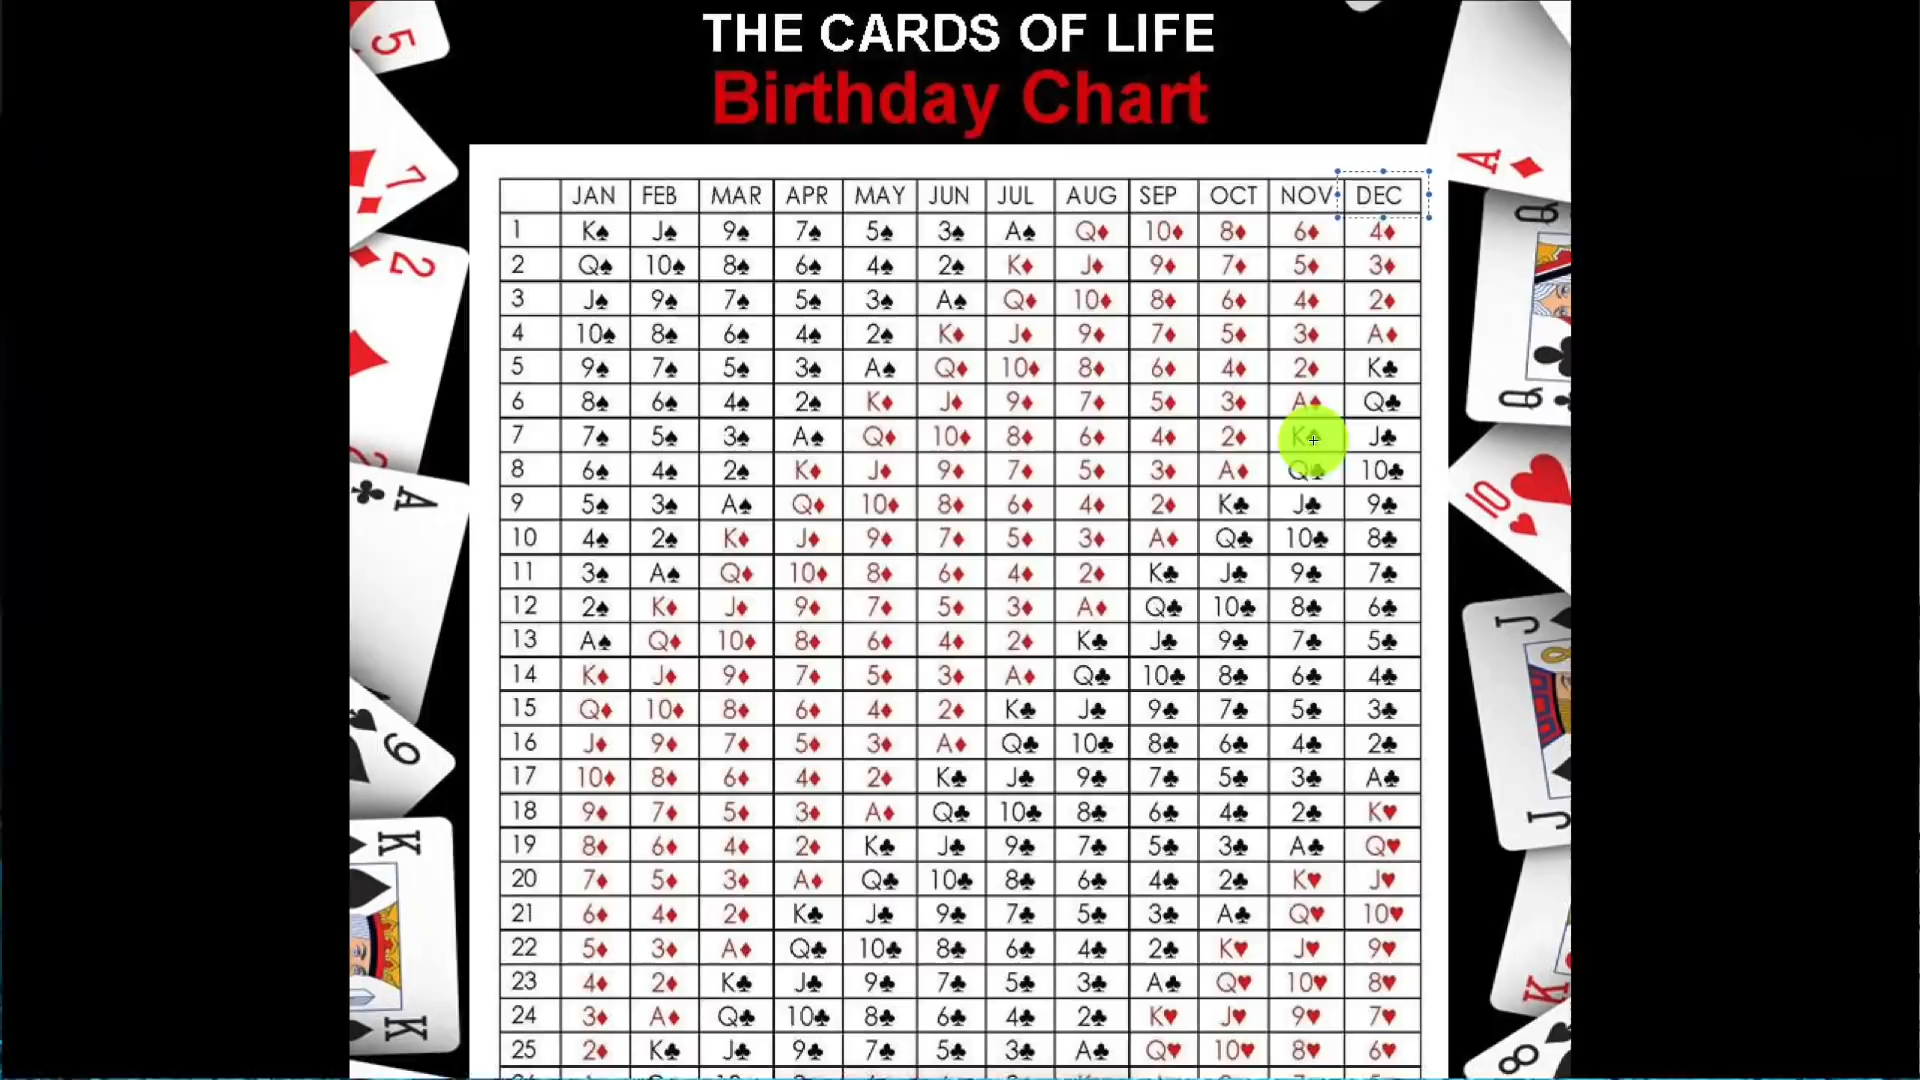 THE CARDS OF LIFE
Birthday Chart
JAN FEB MAR APR MAY JUN JUL AUG SEP OCT NOV DEC
1 K♠ J♠ 9♠ 7♠ 5♠ 3♠ A♠ Q♦ 10♦ 8♦ 6♦ 4♦
2 Q♠ 10♠ 8♠ 6♠ 4♠ 2♠ K♦ J♦ 9♦ 7♦ 5♦ 3♦
3 J♠ 9♠ 7♠ 5♠ 3♠ A♠ Q♦ 10♦ 8♦ 6♦ 4♦ 2♦
4 10♠ 8♠ 6♠ 4♠ 2♠ K♦ J♦ 9♦ 7♦ 5♦ 3♦ A♦
5 9♠ 7♠ 5♠ 3♠ A♠ Q♦ 10♦ 8♦ 6♦ 4♦ 2♦ K♣
6 8♠ 6♠ 4♠ 2♠ K♦ J♦ 9♦ 7♦ 5♦ 3♦ A♦ Q♣
7 7♠ 5♠ 3♠ A♠ Q♦ 10♦ 8♦ 6♦ 4♦ 2♦ K♣ J♣
8 6♠ 4♠ 2♠ K♦ J♦ 9♦ 7♦ 5♦ 3♦ A♦ Q♣ 10♣
9 5♠ 3♠ A♠ Q♦ 10♦ 8♦ 6♦ 4♦ 2♦ K♣ J♣ 9♣
10 4♠ 2♠ K♦ J♦ 9♦ 7♦ 5♦ 3♦ A♦ Q♣ 10♣ 8♣
11 3♠ A♠ Q♦ 10♦ 8♦ 6♦ 4♦ 2♦ K♣ J♣ 9♣ 7♣
12 2♠ K♦ J♦ 9♦ 7♦ 5♦ 3♦ A♦ Q♣ 10♣ 8♣ 6♣
13 A♠ Q♦ 10♦ 8♦ 6♦ 4♦ 2♦ K♣ J♣ 9♣ 7♣ 5♣
14 K♦ J♦ 9♦ 7♦ 5♦ 3♦ A♦ Q♣ 10♣ 8♣ 6♣ 4♣
15 Q♦ 10♦ 8♦ 6♦ 4♦ 2♦ K♣ J♣ 9♣ 7♣ 5♣ 3♣
16 J♦ 9♦ 7♦ 5♦ 3♦ A♦ Q♣ 10♣ 8♣ 6♣ 4♣ 2♣
17 10♦ 8♦ 6♦ 4♦ 2♦ K♣ J♣ 9♣ 7♣ 5♣ 3♣ A♣
18 9♦ 7♦ 5♦ 3♦ A♦ Q♣ 10♣ 8♣ 6♣ 4♣ 2♣ K♥
19 8♦ 6♦ 4♦ 2♦ K♣ J♣ 9♣ 7♣ 5♣ 3♣ A♣ Q♥
20 7♦ 5♦ 3♦ A♦ Q♣ 10♣ 8♣ 6♣ 4♣ 2♣ K♥ J♥
21 6♦ 4♦ 2♦ K♣ J♣ 9♣ 7♣ 5♣ 3♣ A♣ Q♥ 10♥
22 5♦ 3♦ A♦ Q♣ 10♣ 8♣ 6♣ 4♣ 2♣ K♥ J♥ 9♥
23 4♦ 2♦ K♣ J♣ 9♣ 7♣ 5♣ 3♣ A♣ Q♥ 10♥ 8♥
24 3♦ A♦ Q♣ 10♣ 8♣ 6♣ 4♣ 2♣ K♥ J♥ 9♥ 7♥
25 2♦ K♣ J♣ 9♣ 7♣ 5♣ 3♣ A♣ Q♥ 10♥ 8♥ 6♥
5
7
2
A
9
K
K
A
Q
Q
10
J
J
K
8